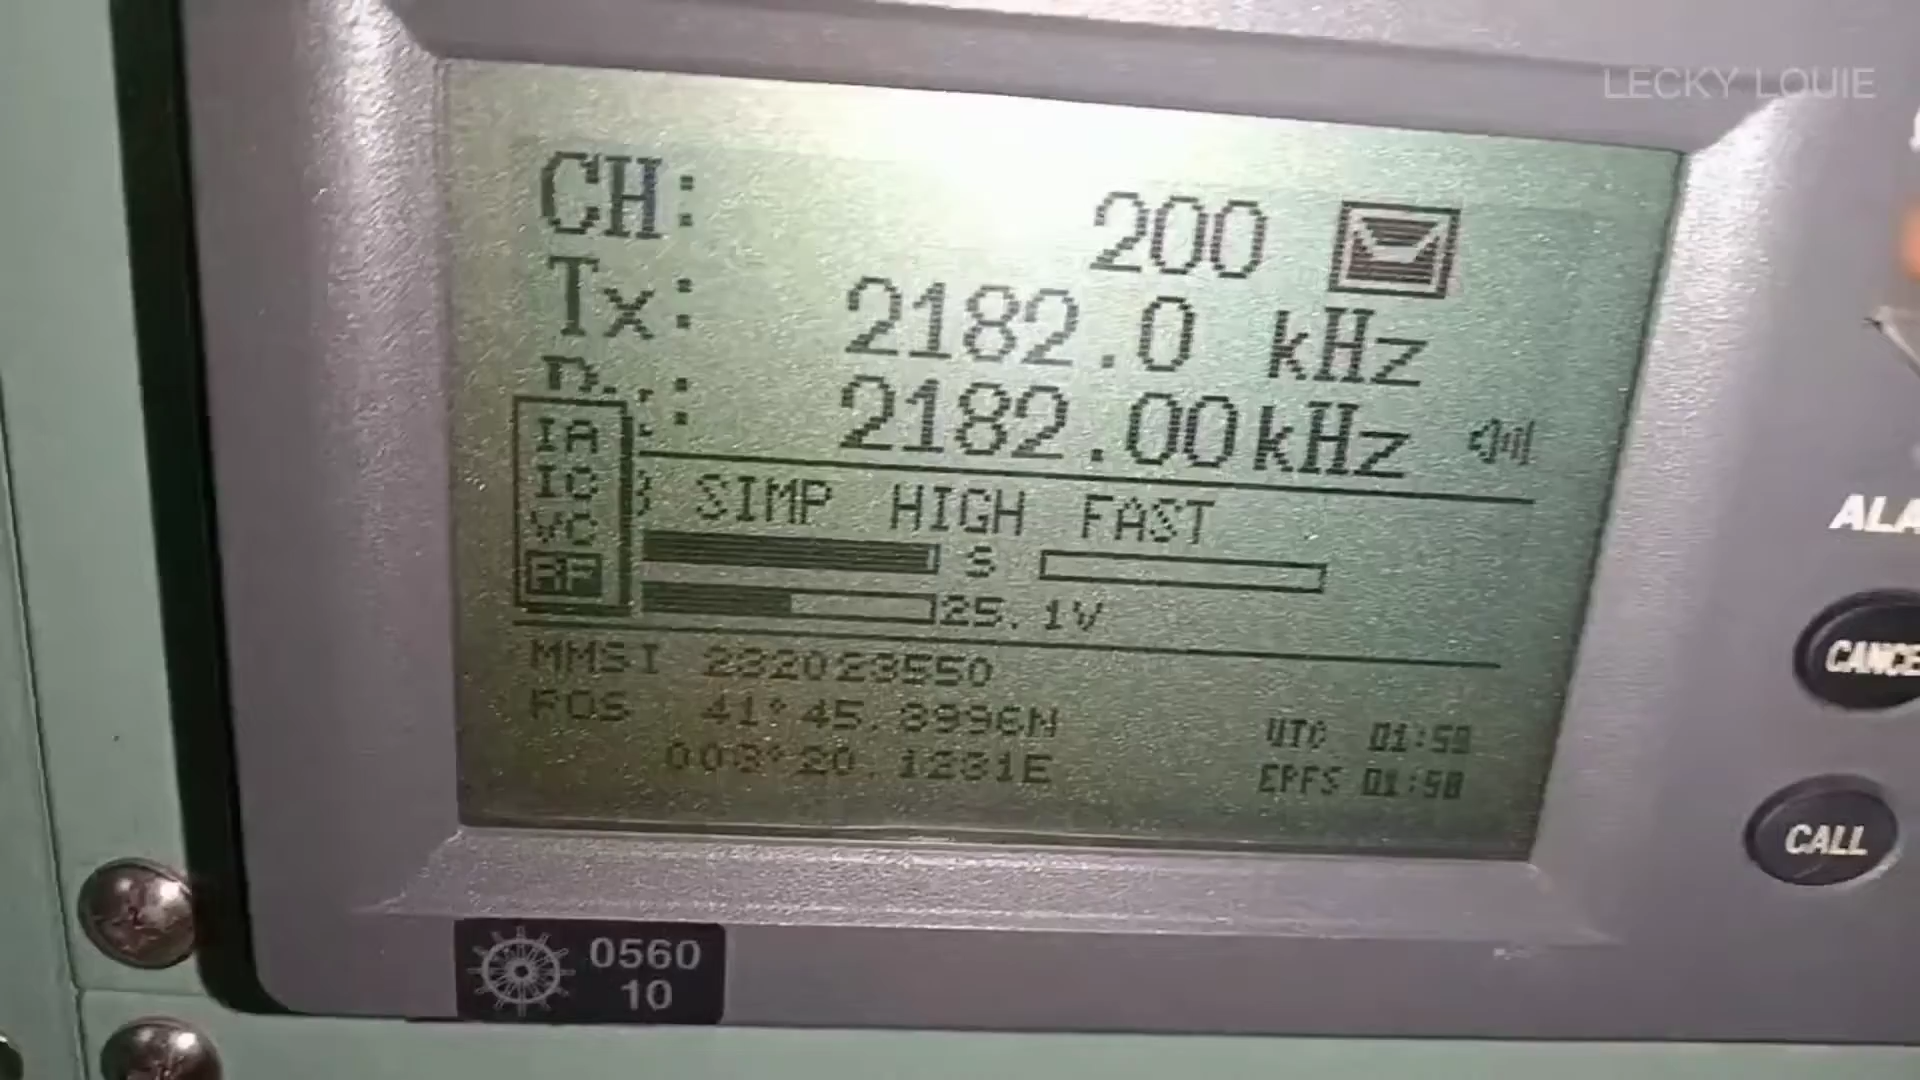 LECKY LOUIE
CH: 200
Tx: 2182.0 kHz
2182.00 kHz
IA
IC
VC
RF
SIMP HIGH FAST
S
25.1V
MMSI 232023550
POS 41°45.8996N
003°20.1231E
UTC 01:59
EPFS 01:58
ALA
CANCE
CALL
0560
10